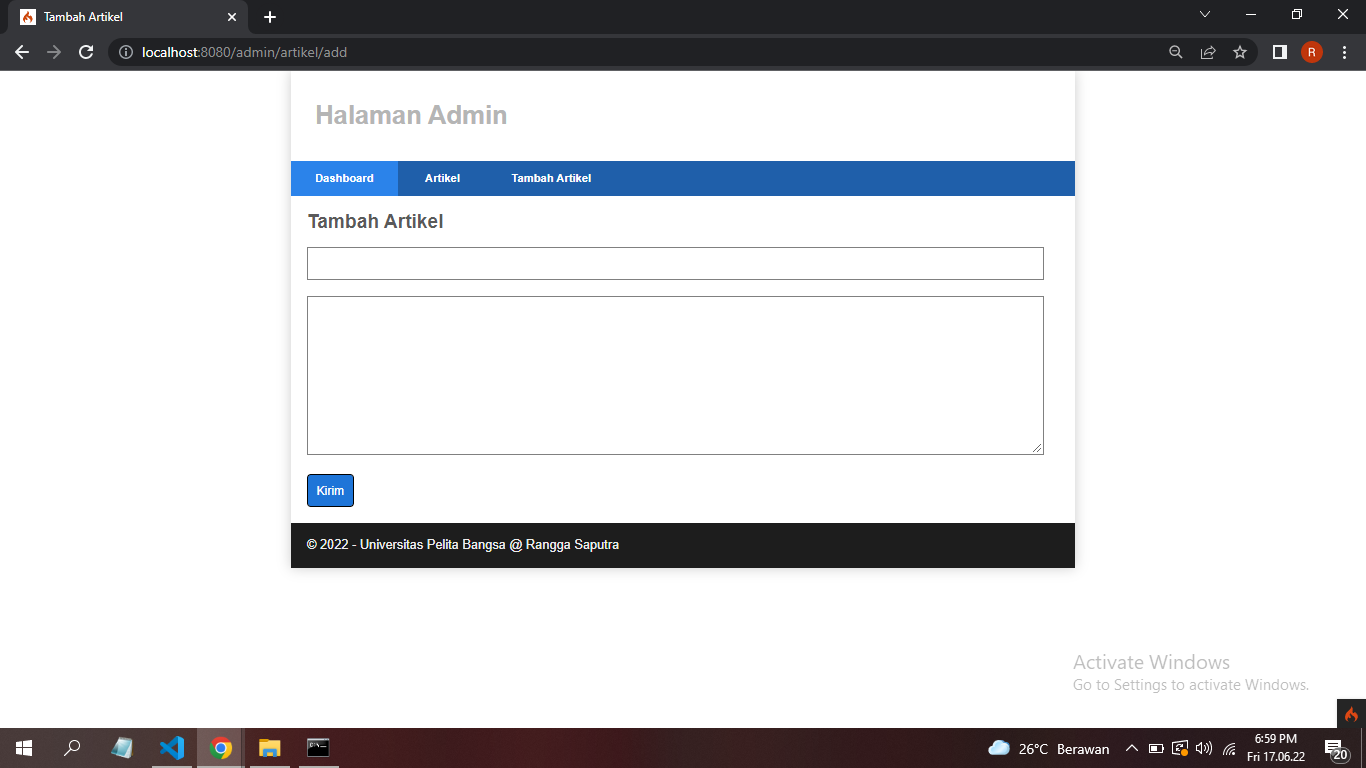 Tambah Artikel
localhost:8080/admin/artikel/add
R
Halaman Admin
Dashboard Artikel Tambah Artikel
Tambah Artikel
Kirim
© 2022 - Universitas Pelita Bangsa @ Rangga Saputra
Activate Windows
Go to Settings to activate Windows.
26°C Berawan
6:59 PM
Fri 17.06.22
20